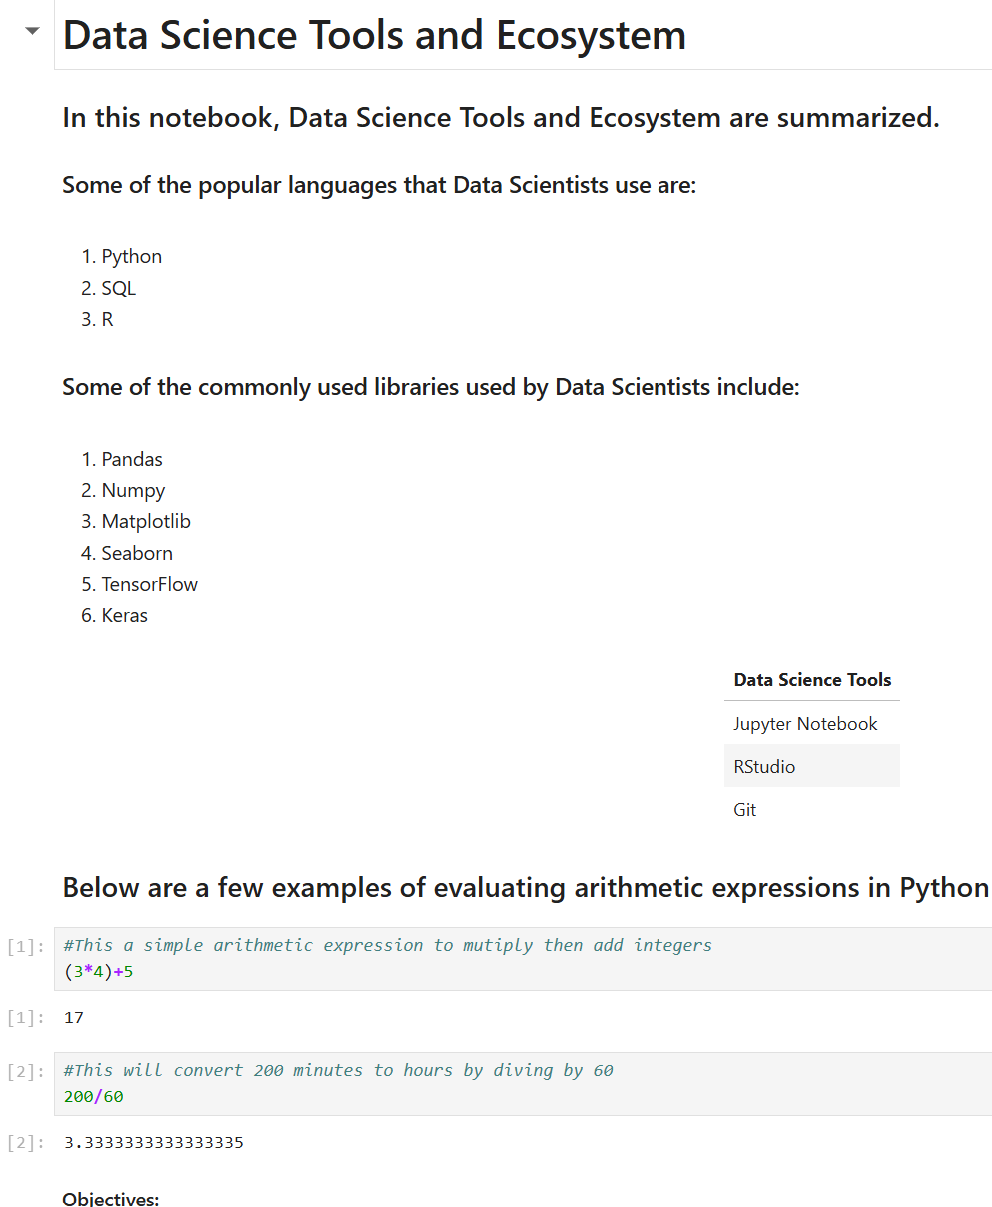 Data Science Tools and Ecosystem
In this notebook, Data Science Tools and Ecosystem are summarized.
Some of the popular languages that Data Scientists use are:
1. Python
2. SQL
3. R
Some of the commonly used libraries used by Data Scientists include:
1. Pandas
2. Numpy
3. Matplotlib
4. Seaborn
5. TensorFlow
6. Keras
Data Science Tools
Jupyter Notebook
RStudio
Git
Below are a few examples of evaluating arithmetic expressions in Python
[1]: #This a simple arithmetic expression to mutiply then add integers
(3*4)+5
[1]: 17
[2]: #This will convert 200 minutes to hours by diving by 60
200/60
[2]: 3.3333333333333335
Objectives: